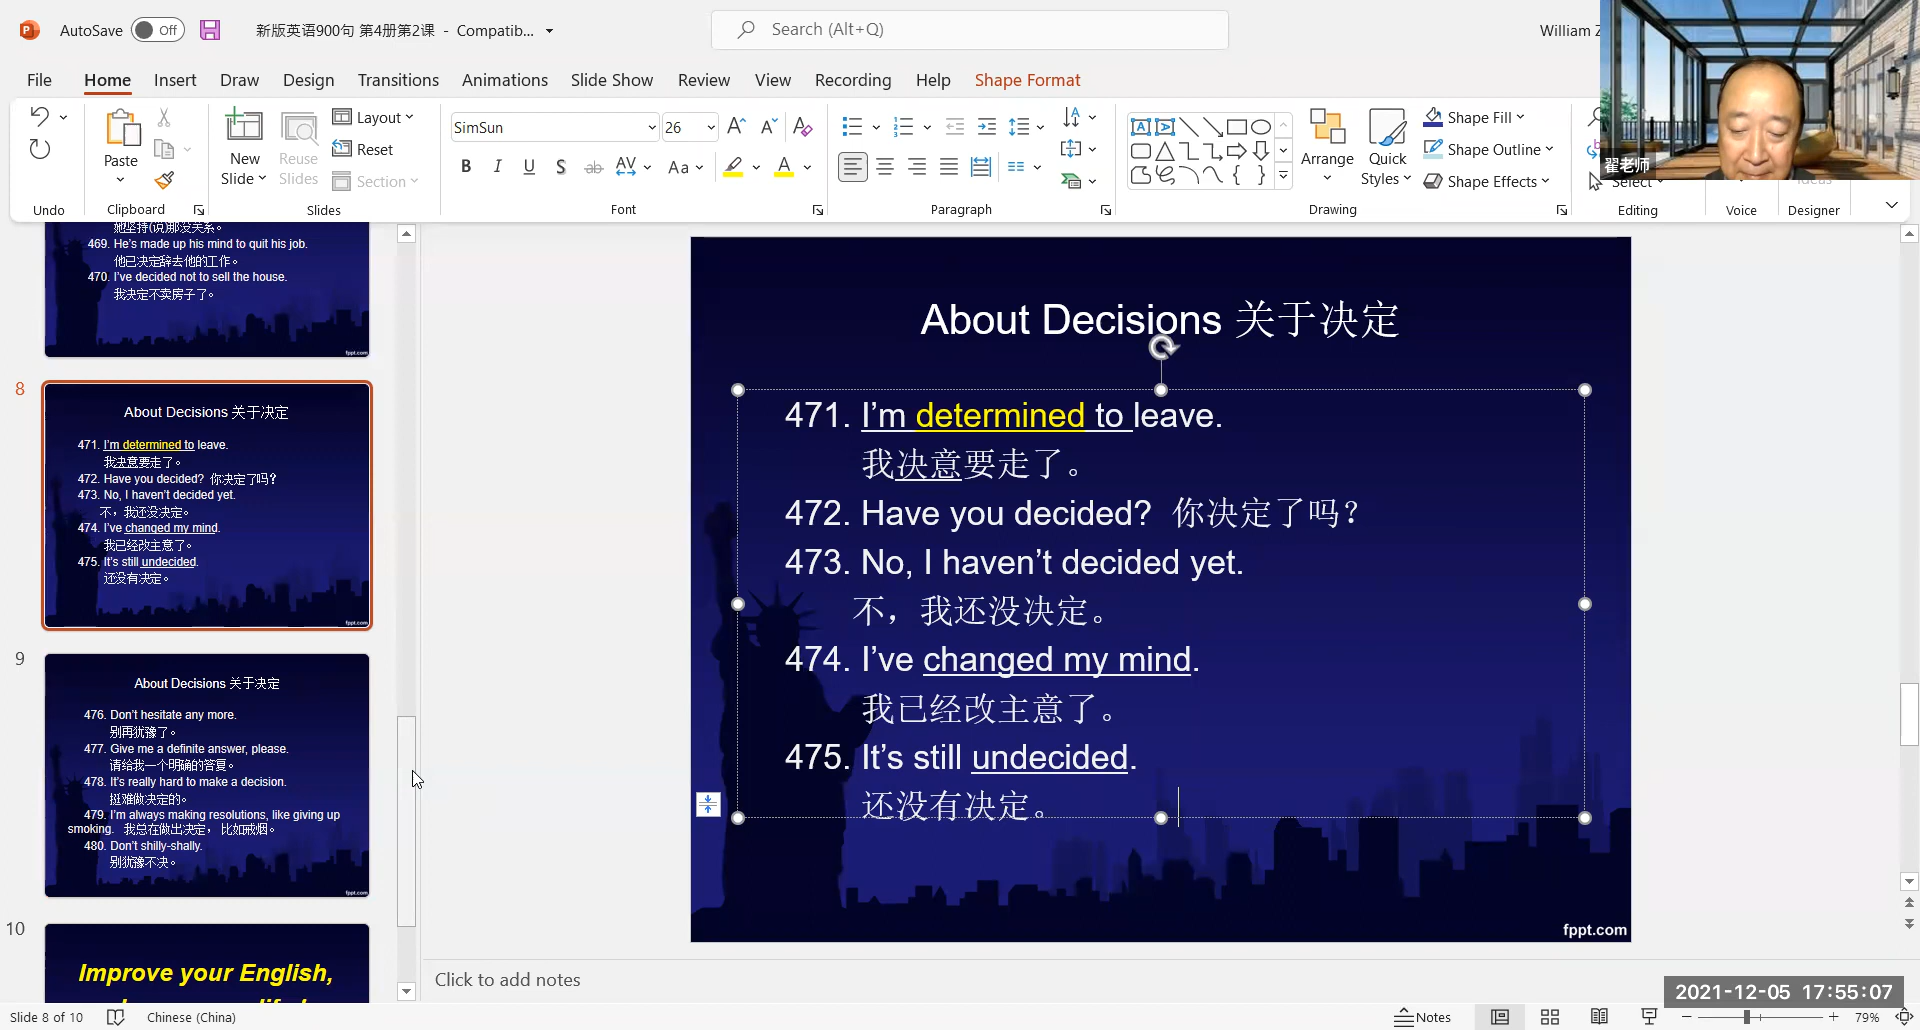 AutoSave Off 新版英语900句 第4册第2课 - Compatib... Search (Alt+Q) William
File Home Insert Draw Design Transitions Animations Slide Show Review View Recording Help Shape Format
Paste New Slide Reuse Slides Layout Reset Section
SimSun 26
Arrange Quick Styles Shape Fill Shape Outline Shape Effects Select
翟老师
Undo Clipboard Slides Font Paragraph Drawing Editing Voice Designer
她坚持(说)那没关系。
469. He's made up his mind to quit his job.
他已决定辞去他的工作。
470. I've decided not to sell the house.
我决定不卖房子了。
fppt.com
8
About Decisions 关于决定
471. I'm determined to leave.
我决意要走了。
472. Have you decided? 你决定了吗?
473. No, I haven't decided yet.
不，我还没决定。
474. I've changed my mind.
我已经改主意了。
475. It's still undecided.
还没有决定。
fppt.com
9
About Decisions 关于决定
476. Don't hesitate any more.
别再犹豫了。
477. Give me a definite answer, please.
请给我一个明确的答复。
478. It's really hard to make a decision.
挺难做决定的。
479. I'm always making resolutions, like giving up
smoking. 我总在做出决定，比如戒烟。
480. Don't shilly-shally.
别犹豫不决。
fppt.com
10
Improve your English,
About Decisions 关于决定
471. I'm determined to leave.
我决意要走了。
472. Have you decided? 你决定了吗?
473. No, I haven't decided yet.
不，我还没决定。
474. I've changed my mind.
我已经改主意了。
475. It's still undecided.
还没有决定。
fppt.com
Click to add notes
2021-12-05 17:55:07
Slide 8 of 10 Chinese (China) Notes 79%